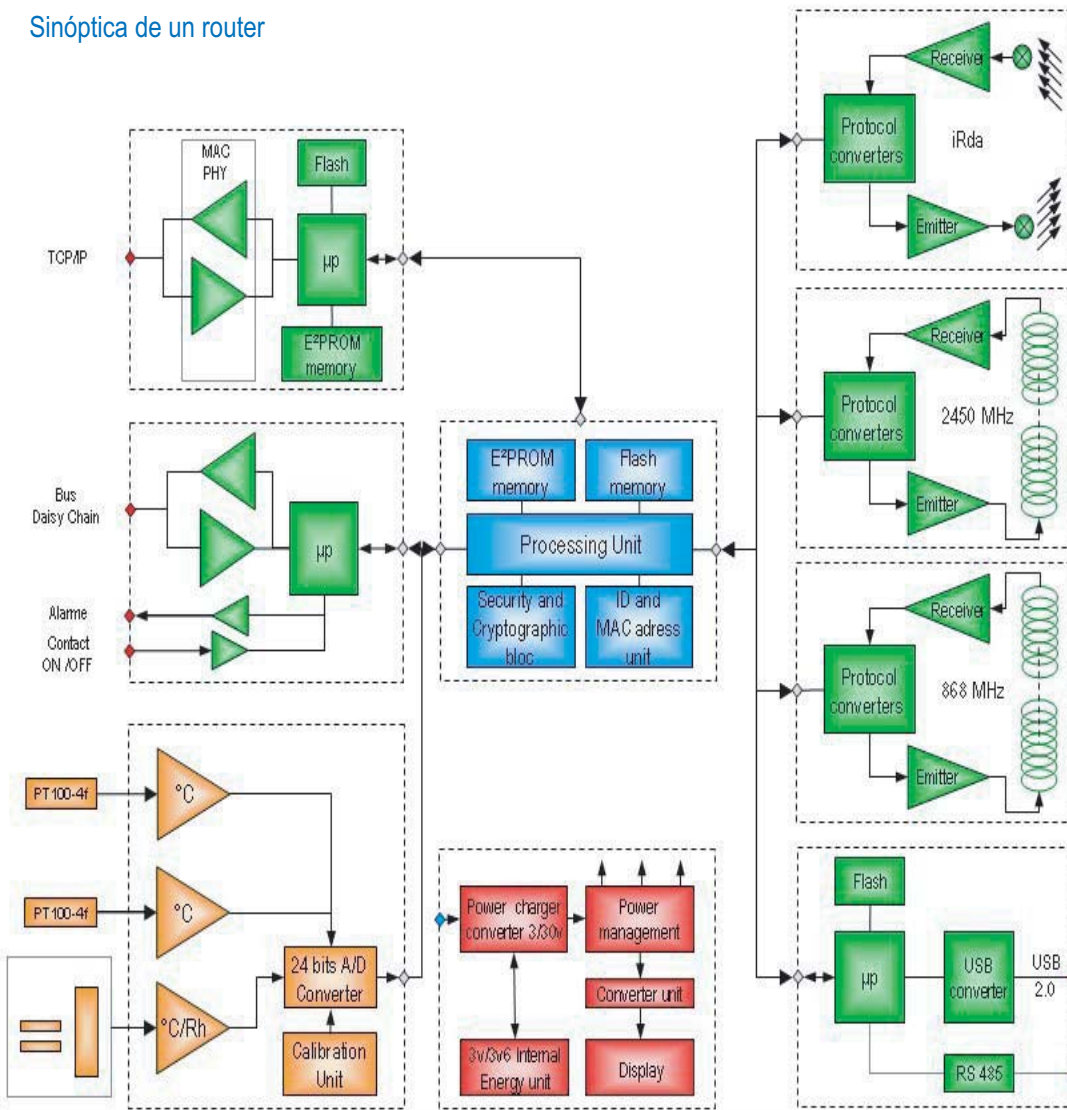 Sinóptica de un router
MAC
PHY
Flash
TCP/IP
µp
E²PROM
memory
Bus
Daisy Chain
µp
Alarme
Contact
ON /OFF
E²PROM
memory
Flash
memory
Processing Unit
Security and
Cryptographic
bloc
ID and
MAC adress
unit
PT100-4f
°C
PT100-4f
°C
24 bits A/D
Converter
°C/Rh
Calibration
Unit
Power charger
converter 3/30v
Power
management
Converter unit
3v/3v6 Internal
Energy unit
Display
Receiver
Protocol
converters
iRda
Emitter
Receiver
Protocol
converters
2450 MHz
Emitter
Receiver
Protocol
converters
868 MHz
Emitter
Flash
µp
USB
converter
USB
2.0
RS 485